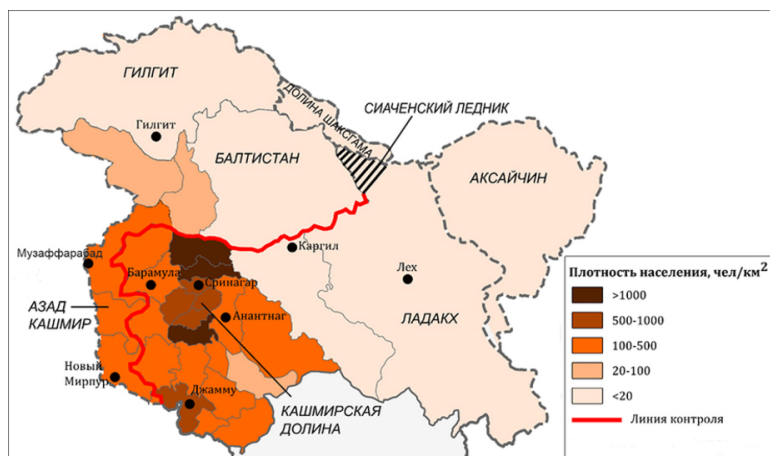 ГИЛГИТ
Гилгит
ДОЛИНА ШАКСГАМА
СИАЧЕНСКИЙ ЛЕДНИК
БАЛТИСТАН
АКСАЙЧИН
Музаффарабад
Каргил
Барамула
Сринагар
Лех
АЗАД
КАШМИР
Анантнаг
ЛАДАКХ
Новый
Мирпур
Джамму
КАШМИРСКАЯ
ДОЛИНА
Плотность населения, чел/км²
>1000
500-1000
100-500
20-100
<20
Линия контроля